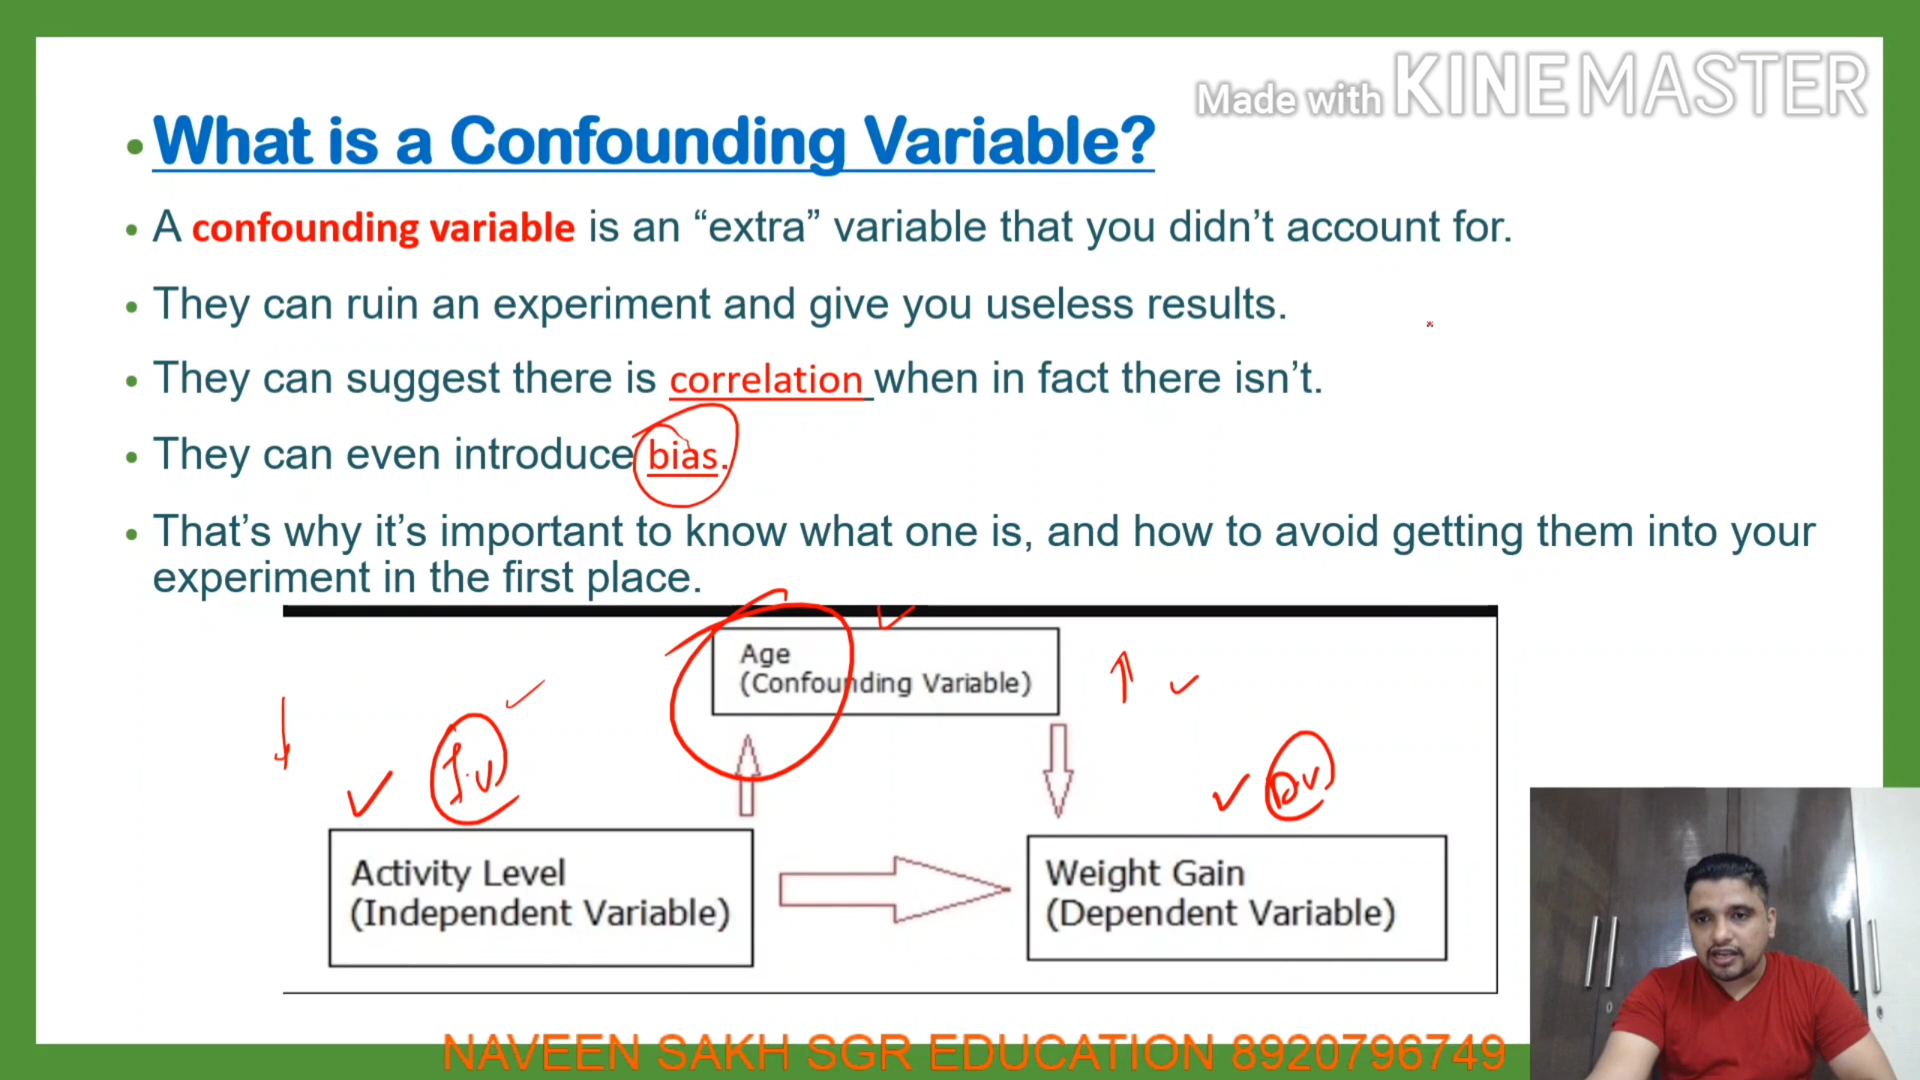 Made with KINEMASTER
• What is a Confounding Variable?
• A confounding variable is an “extra” variable that you didn’t account for.
• They can ruin an experiment and give you useless results.
• They can suggest there is correlation when in fact there isn’t.
• They can even introduce bias.
• That’s why it’s important to know what one is, and how to avoid getting them into your
experiment in the first place.
Age
(Confounding Variable)
I.V
D.V
Activity Level
(Independent Variable)
Weight Gain
(Dependent Variable)
NAVEEN SAKH SGR EDUCATION 8920796749